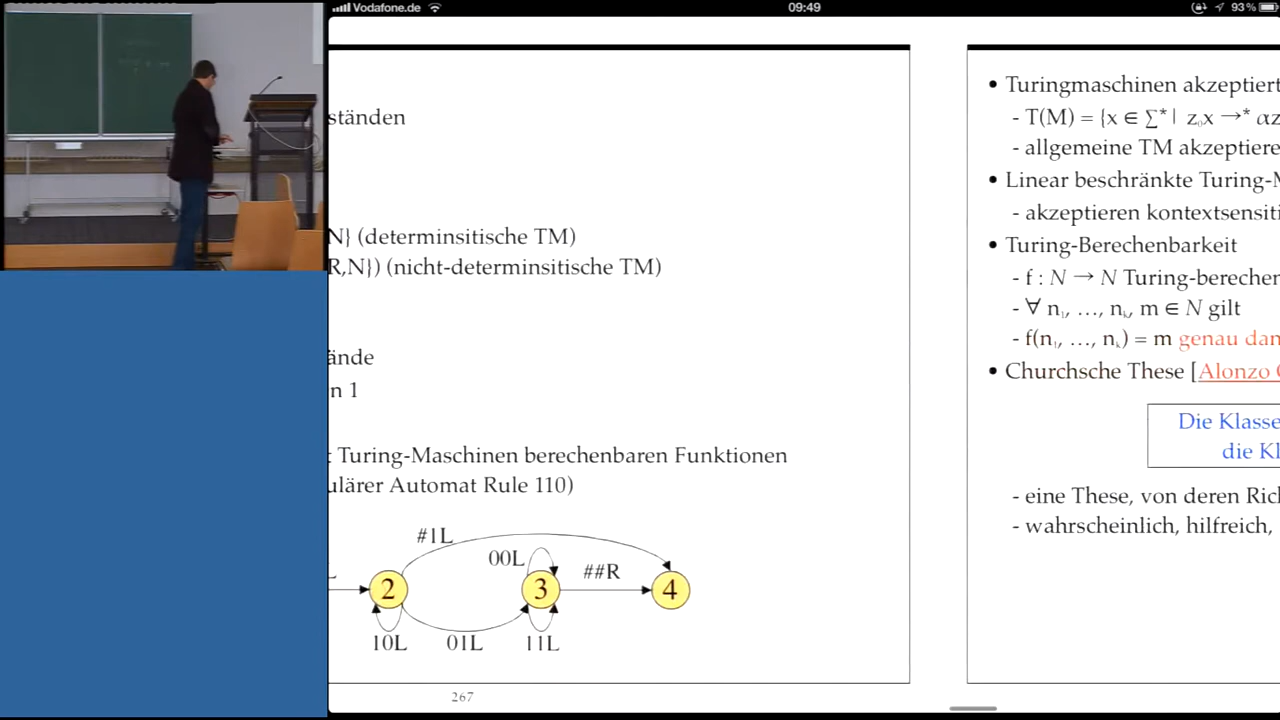 Vodafone.de
09:49
93%
ständen
N} (determinsitische TM)
R,N}) (nicht-determinsitische TM)
ände
n 1
: Turing-Maschinen berechenbaren Funktionen
ulärer Automat Rule 110)
#1L
00L
##R
L
2
3
4
10L
01L
11L
267
• Turingmaschinen akzeptiert
- T(M) = {x ∈ ∑* | z₀x →* αz
- allgemeine TM akzeptiere
• Linear beschränkte Turing-M
- akzeptieren kontextsensiti
• Turing-Berechenbarkeit
- f : N → N Turing-berechen
- ∀ n₁, …, nₖ, m ∈ N gilt
- f(n₁, …, nₖ) = m genau dan
• Churchsche These [Alonzo C
Die Klasse
die Kl
- eine These, von deren Rich
- wahrscheinlich, hilfreich,